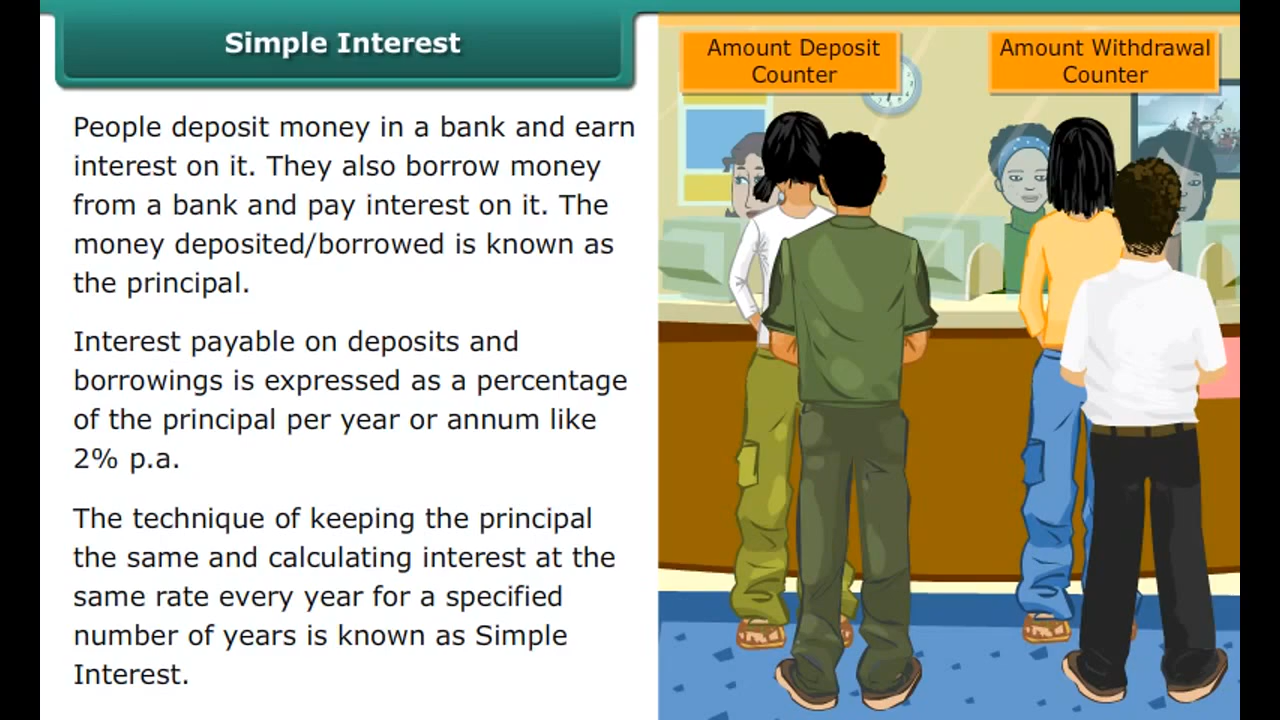 Simple Interest
People deposit money in a bank and earn
interest on it. They also borrow money
from a bank and pay interest on it. The
money deposited/borrowed is known as
the principal.
Interest payable on deposits and
borrowings is expressed as a percentage
of the principal per year or annum like
2% p.a.
The technique of keeping the principal
the same and calculating interest at the
same rate every year for a specified
number of years is known as Simple
Interest.
Amount Deposit
Counter
Amount Withdrawal
Counter